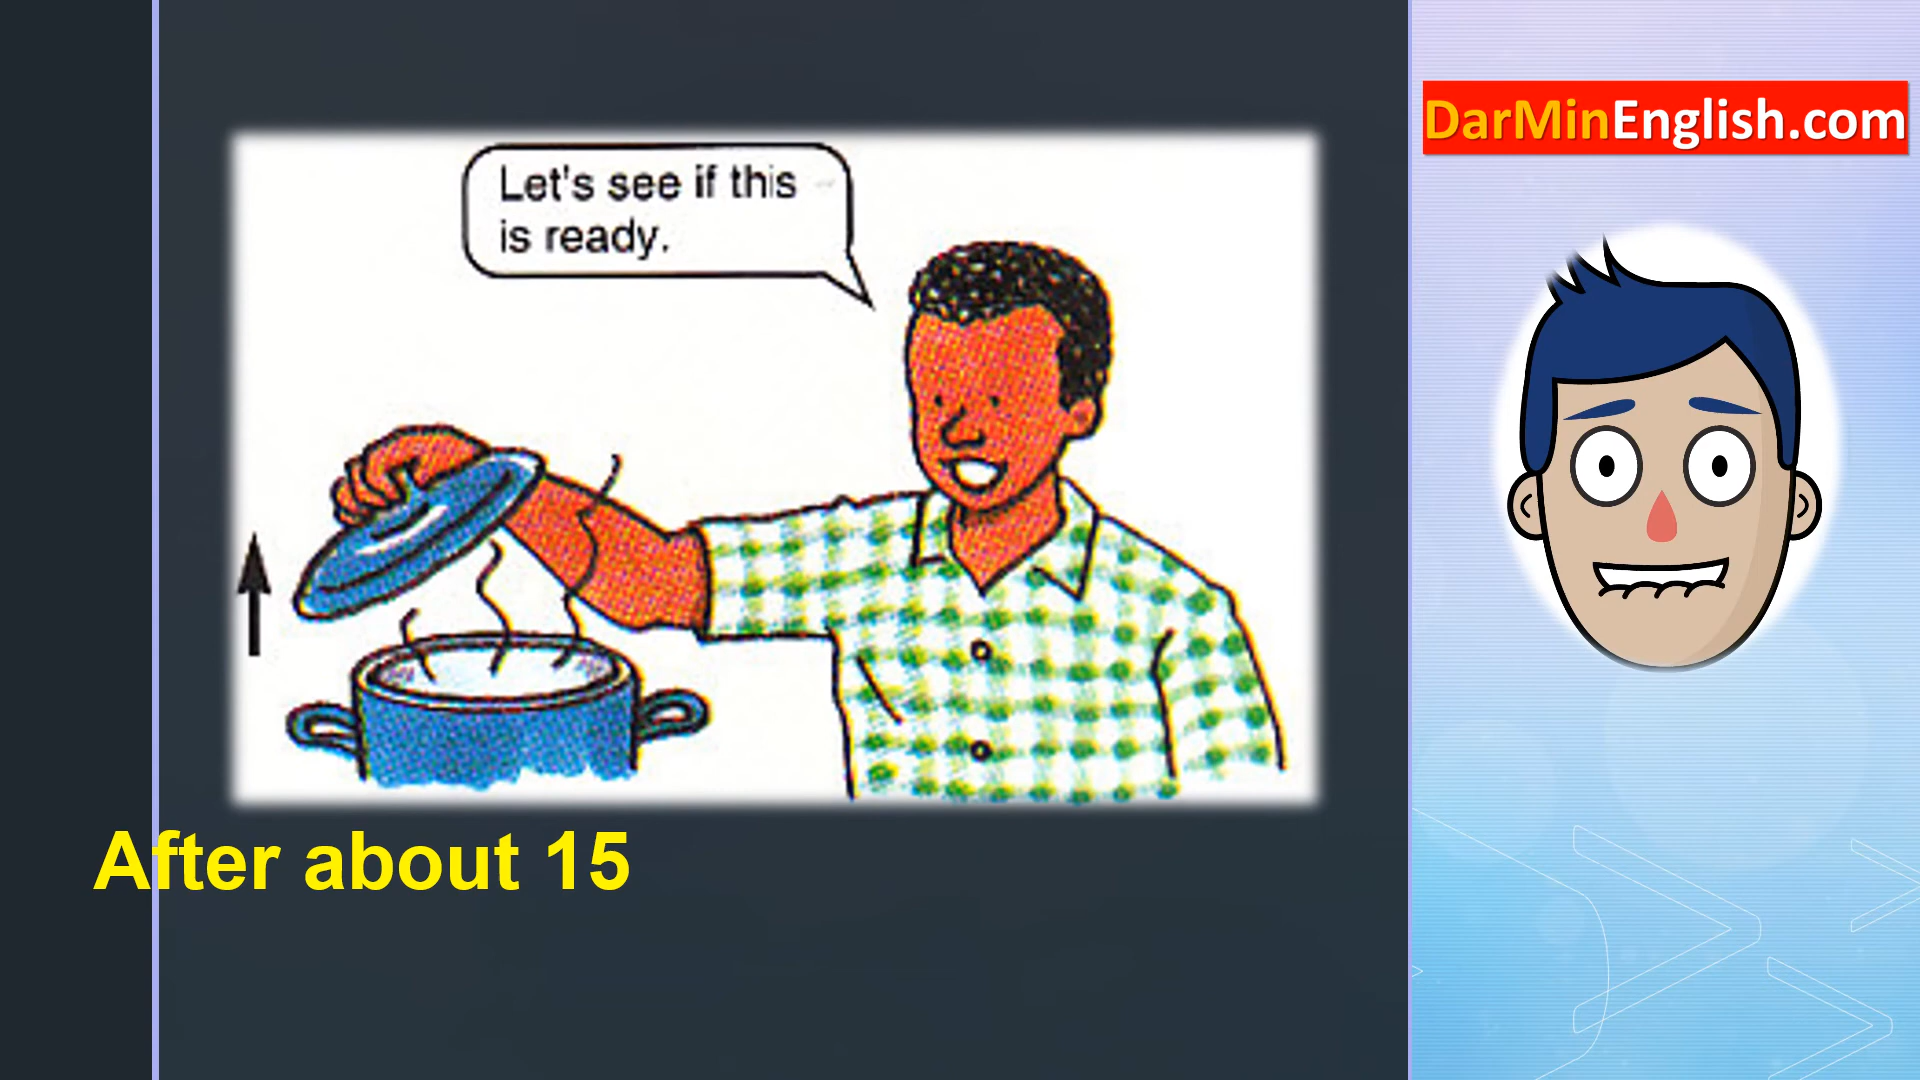 Let's see if this
is ready.
DarMinEnglish.com
After about 15